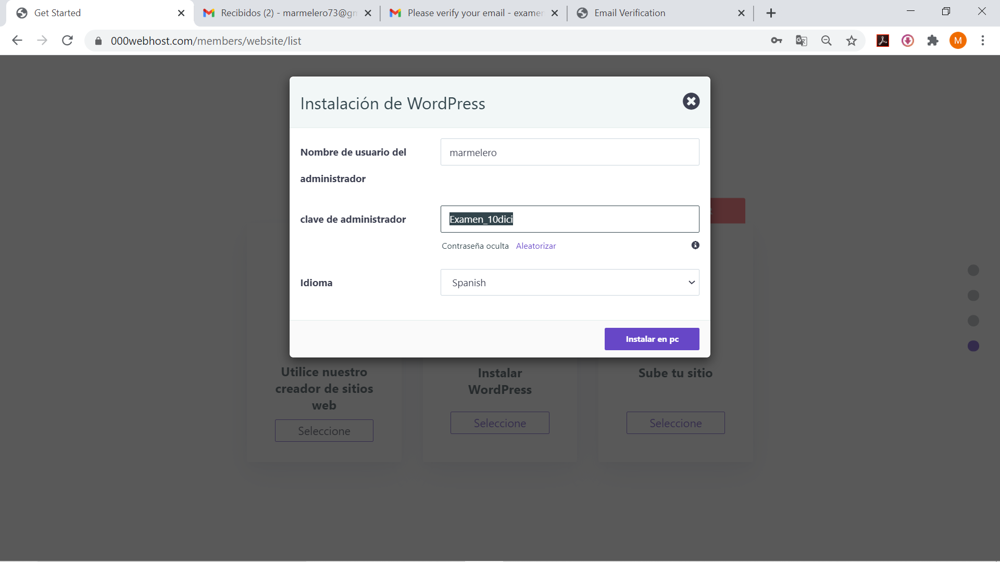 Get Started
Recibidos (2) - marmelero73@gm
Please verify your email - examen
Email Verification
000webhost.com/members/website/list
M
Instalación de WordPress
Nombre de usuario del
administrador
marmelero
clave de administrador
Examen_10dici
Contraseña oculta Aleatorizar
Idioma
Spanish
Instalar en pc
Utilice nuestro
creador de sitios
web
Seleccione
Instalar
WordPress
Seleccione
Sube tu sitio
Seleccione